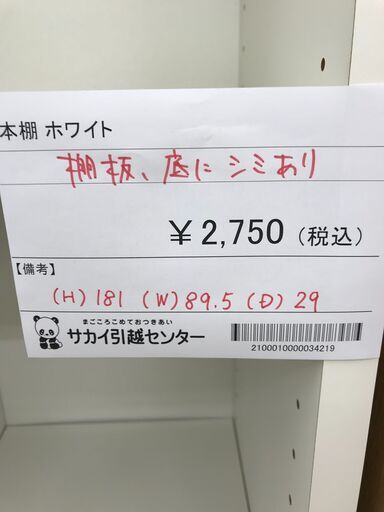 本棚 ホワイト
棚板、底に シミあり
￥2,750（税込）
【備考】
(H) 181 (W) 89.5 (D) 29
まごころこめておつきあい
サカイ引越センター
2100010000034219